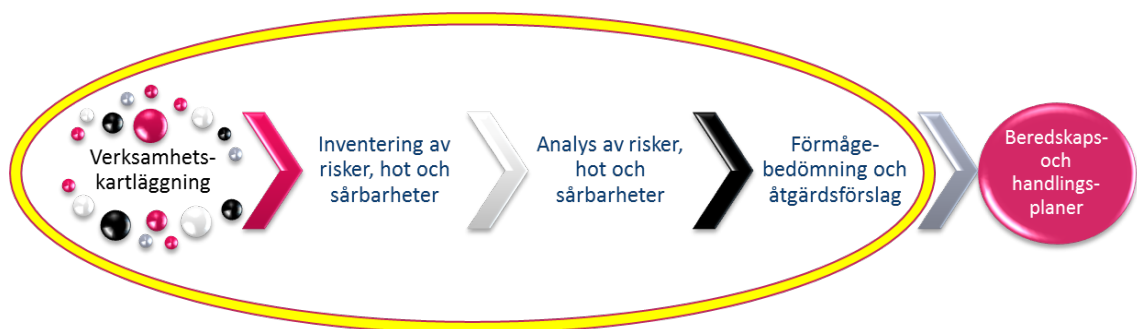 Verksamhets-
kartläggning
Inventering av
risker, hot och
sårbarheter
Analys av risker,
hot och
sårbarheter
Förmåge-
bedömning och
åtgärdsförslag
Beredskaps-
och
handlings-
planer